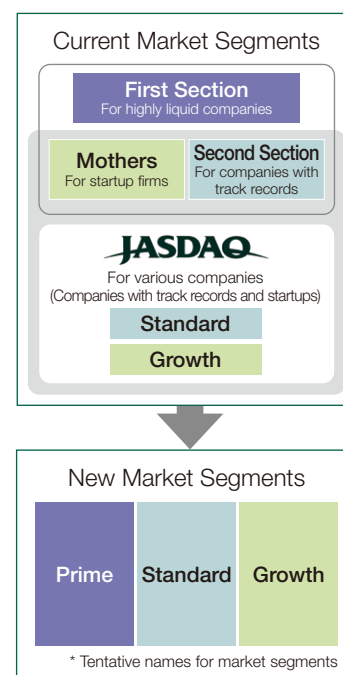 Current Market Segments
First Section
For highly liquid companies
Mothers
For startup firms
Second Section
For companies with
track records
JASDAQ
For various companies
(Companies with track records and startups)
Standard
Growth
New Market Segments
Prime
Standard
Growth
* Tentative names for market segments